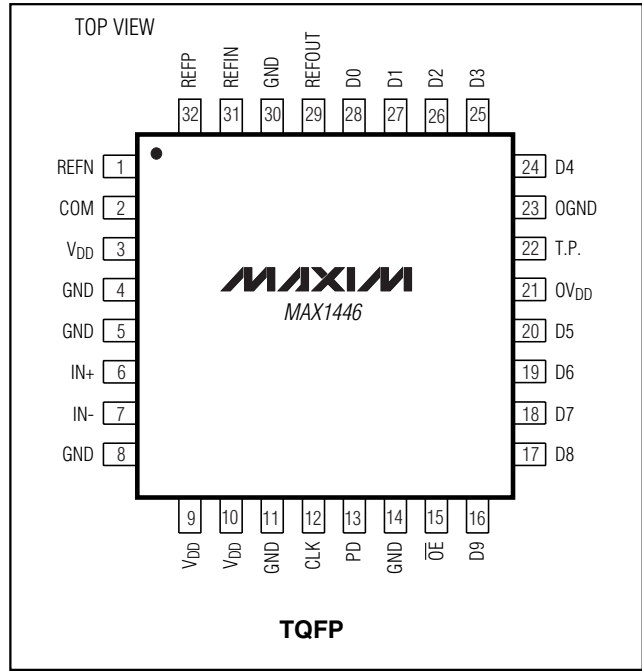 TOP VIEW
REFP REFIN GND REFOUT D0 D1 D2 D3
32 31 30 29 28 27 26 25
REFN 1
COM 2
VDD 3
GND 4
GND 5
IN+ 6
IN- 7
GND 8
MAXIM
MAX1446
24 D4
23 OGND
22 T.P.
21 OVDD
20 D5
19 D6
18 D7
17 D8
9 10 11 12 13 14 15 16
VDD VDD GND CLK PD GND O̅E̅ D9
TQFP